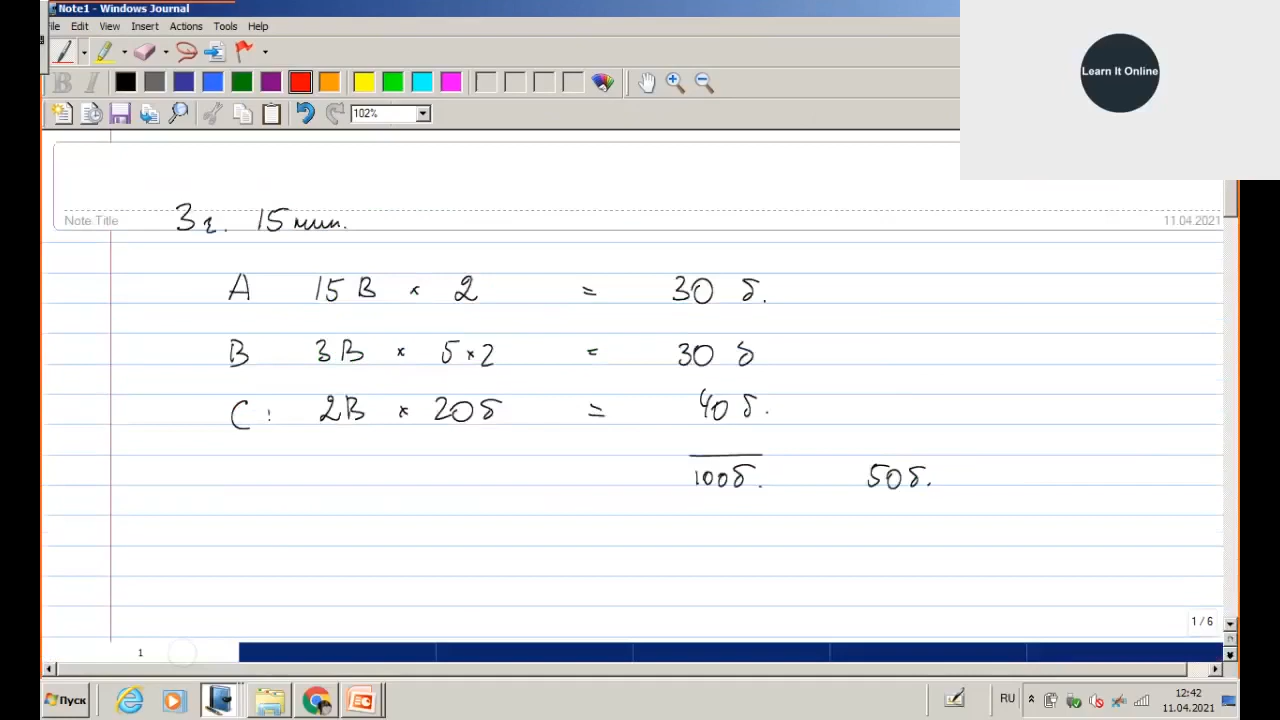 Note1 - Windows Journal
File Edit View Insert Actions Tools Help
Learn It Online
B I
102%
3 ч. 15 мин.
Note Title
11.04.2021
A 15 В × 2 = 30 б.
B 3 В × 5 × 2 = 30 б
C: 2 В × 20 б = 40 б.
100 б. 50 б.
1 / 6
1
Пуск
RU
12:42
11.04.2021